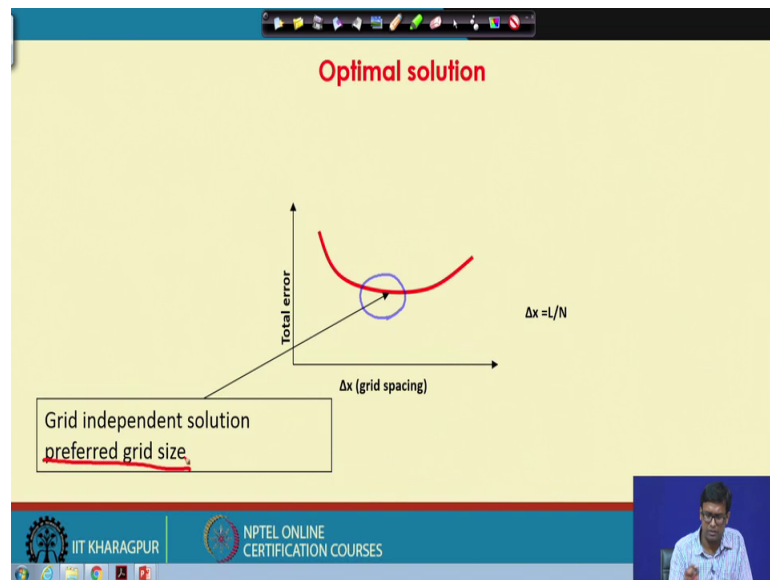 Optimal solution
Total error
Δx =L/N
Δx (grid spacing)
Grid independent solution
preferred grid size
IIT KHARAGPUR
NPTEL ONLINE
CERTIFICATION COURSES